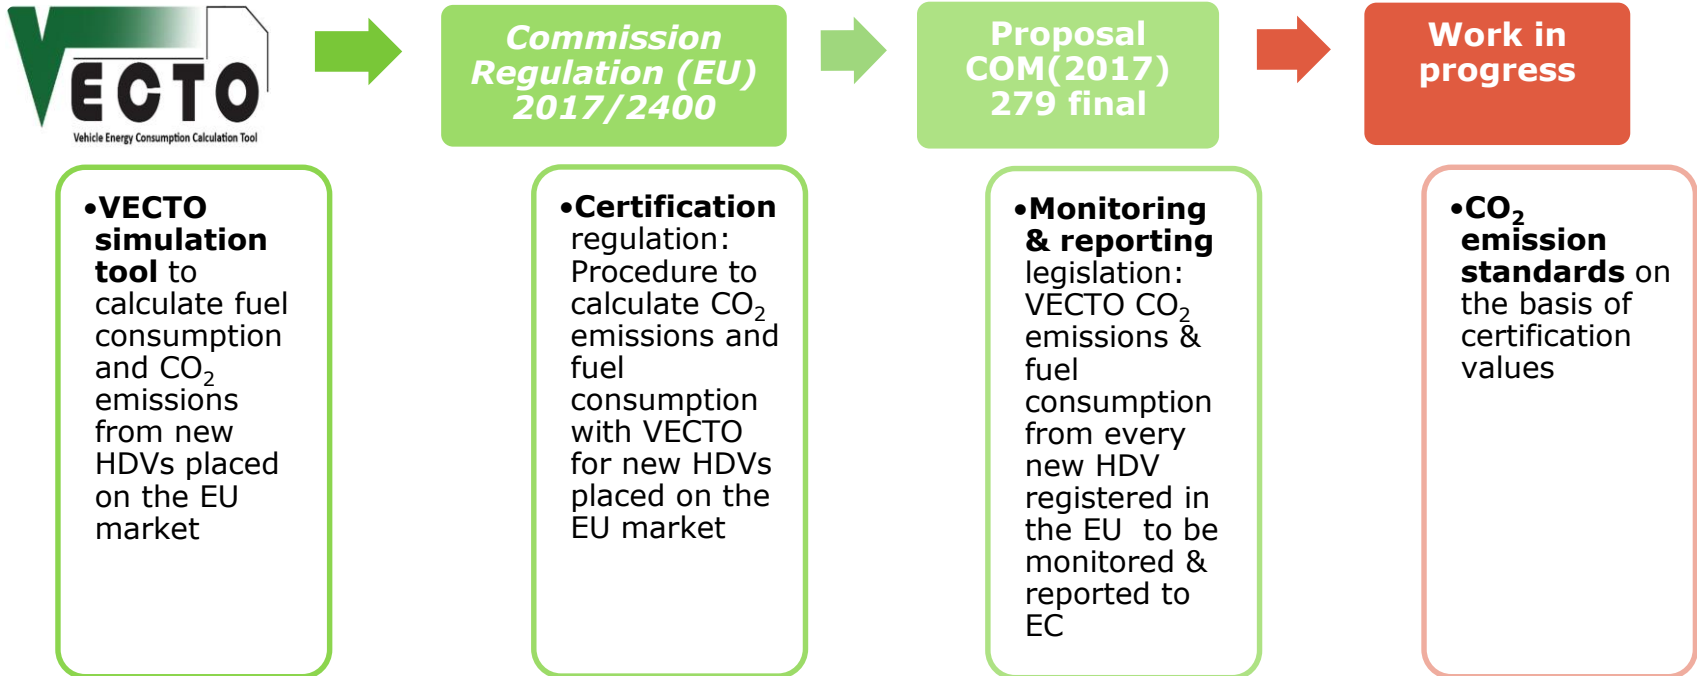 VECTO
Vehicle Energy Consumption Calculation Tool
Commission
Regulation (EU)
2017/2400
Proposal
COM(2017)
279 final
Work in
progress
•VECTO
simulation
tool to
calculate fuel
consumption
and CO₂
emissions
from new
HDVs placed
on the EU
market
•Certification
regulation:
Procedure to
calculate CO₂
emissions and
fuel
consumption
with VECTO
for new HDVs
placed on the
EU market
•Monitoring
& reporting
legislation:
VECTO CO₂
emissions &
fuel
consumption
from every
new HDV
registered in
the EU  to be
monitored &
reported to
EC
•CO₂
emission
standards on
the basis of
certification
values